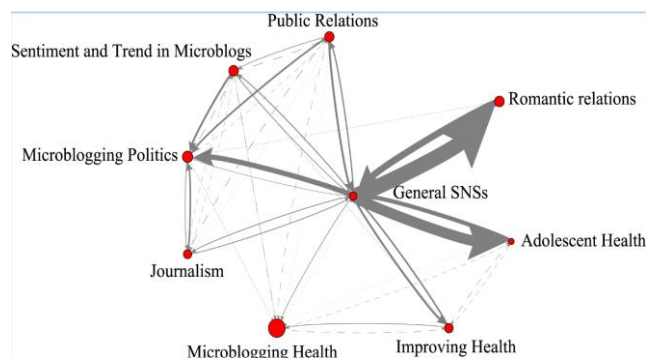 Public Relations
Sentiment and Trend in Microblogs
Romantic relations
Microblogging Politics
General SNSs
Adolescent Health
Journalism
Microblogging Health
Improving Health